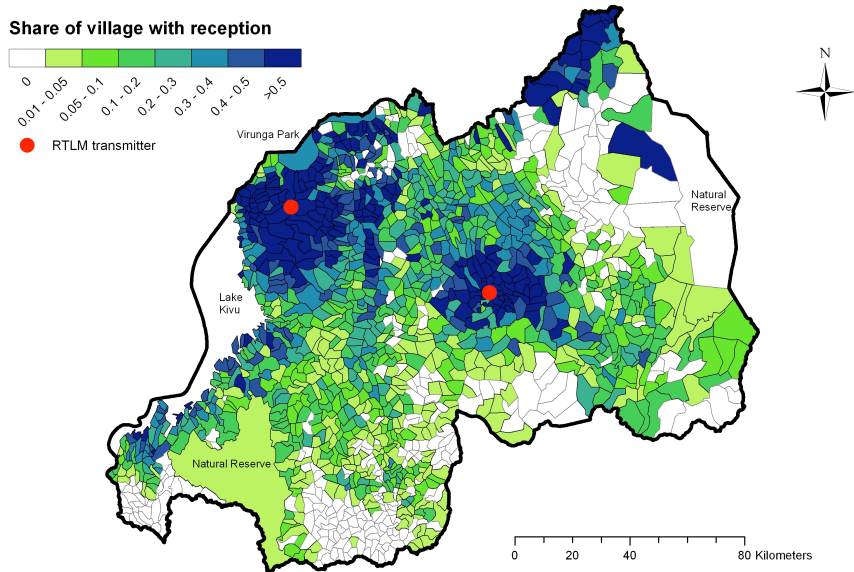 Share of village with reception
0
0.01 - 0.05
0.05 - 0.1
0.1 - 0.2
0.2 - 0.3
0.3 - 0.4
0.4 - 0.5
>0.5
RTLM transmitter
N
Virunga Park
Natural
Reserve
Lake
Kivu
Natural Reserve
0 20 40 80 Kilometers